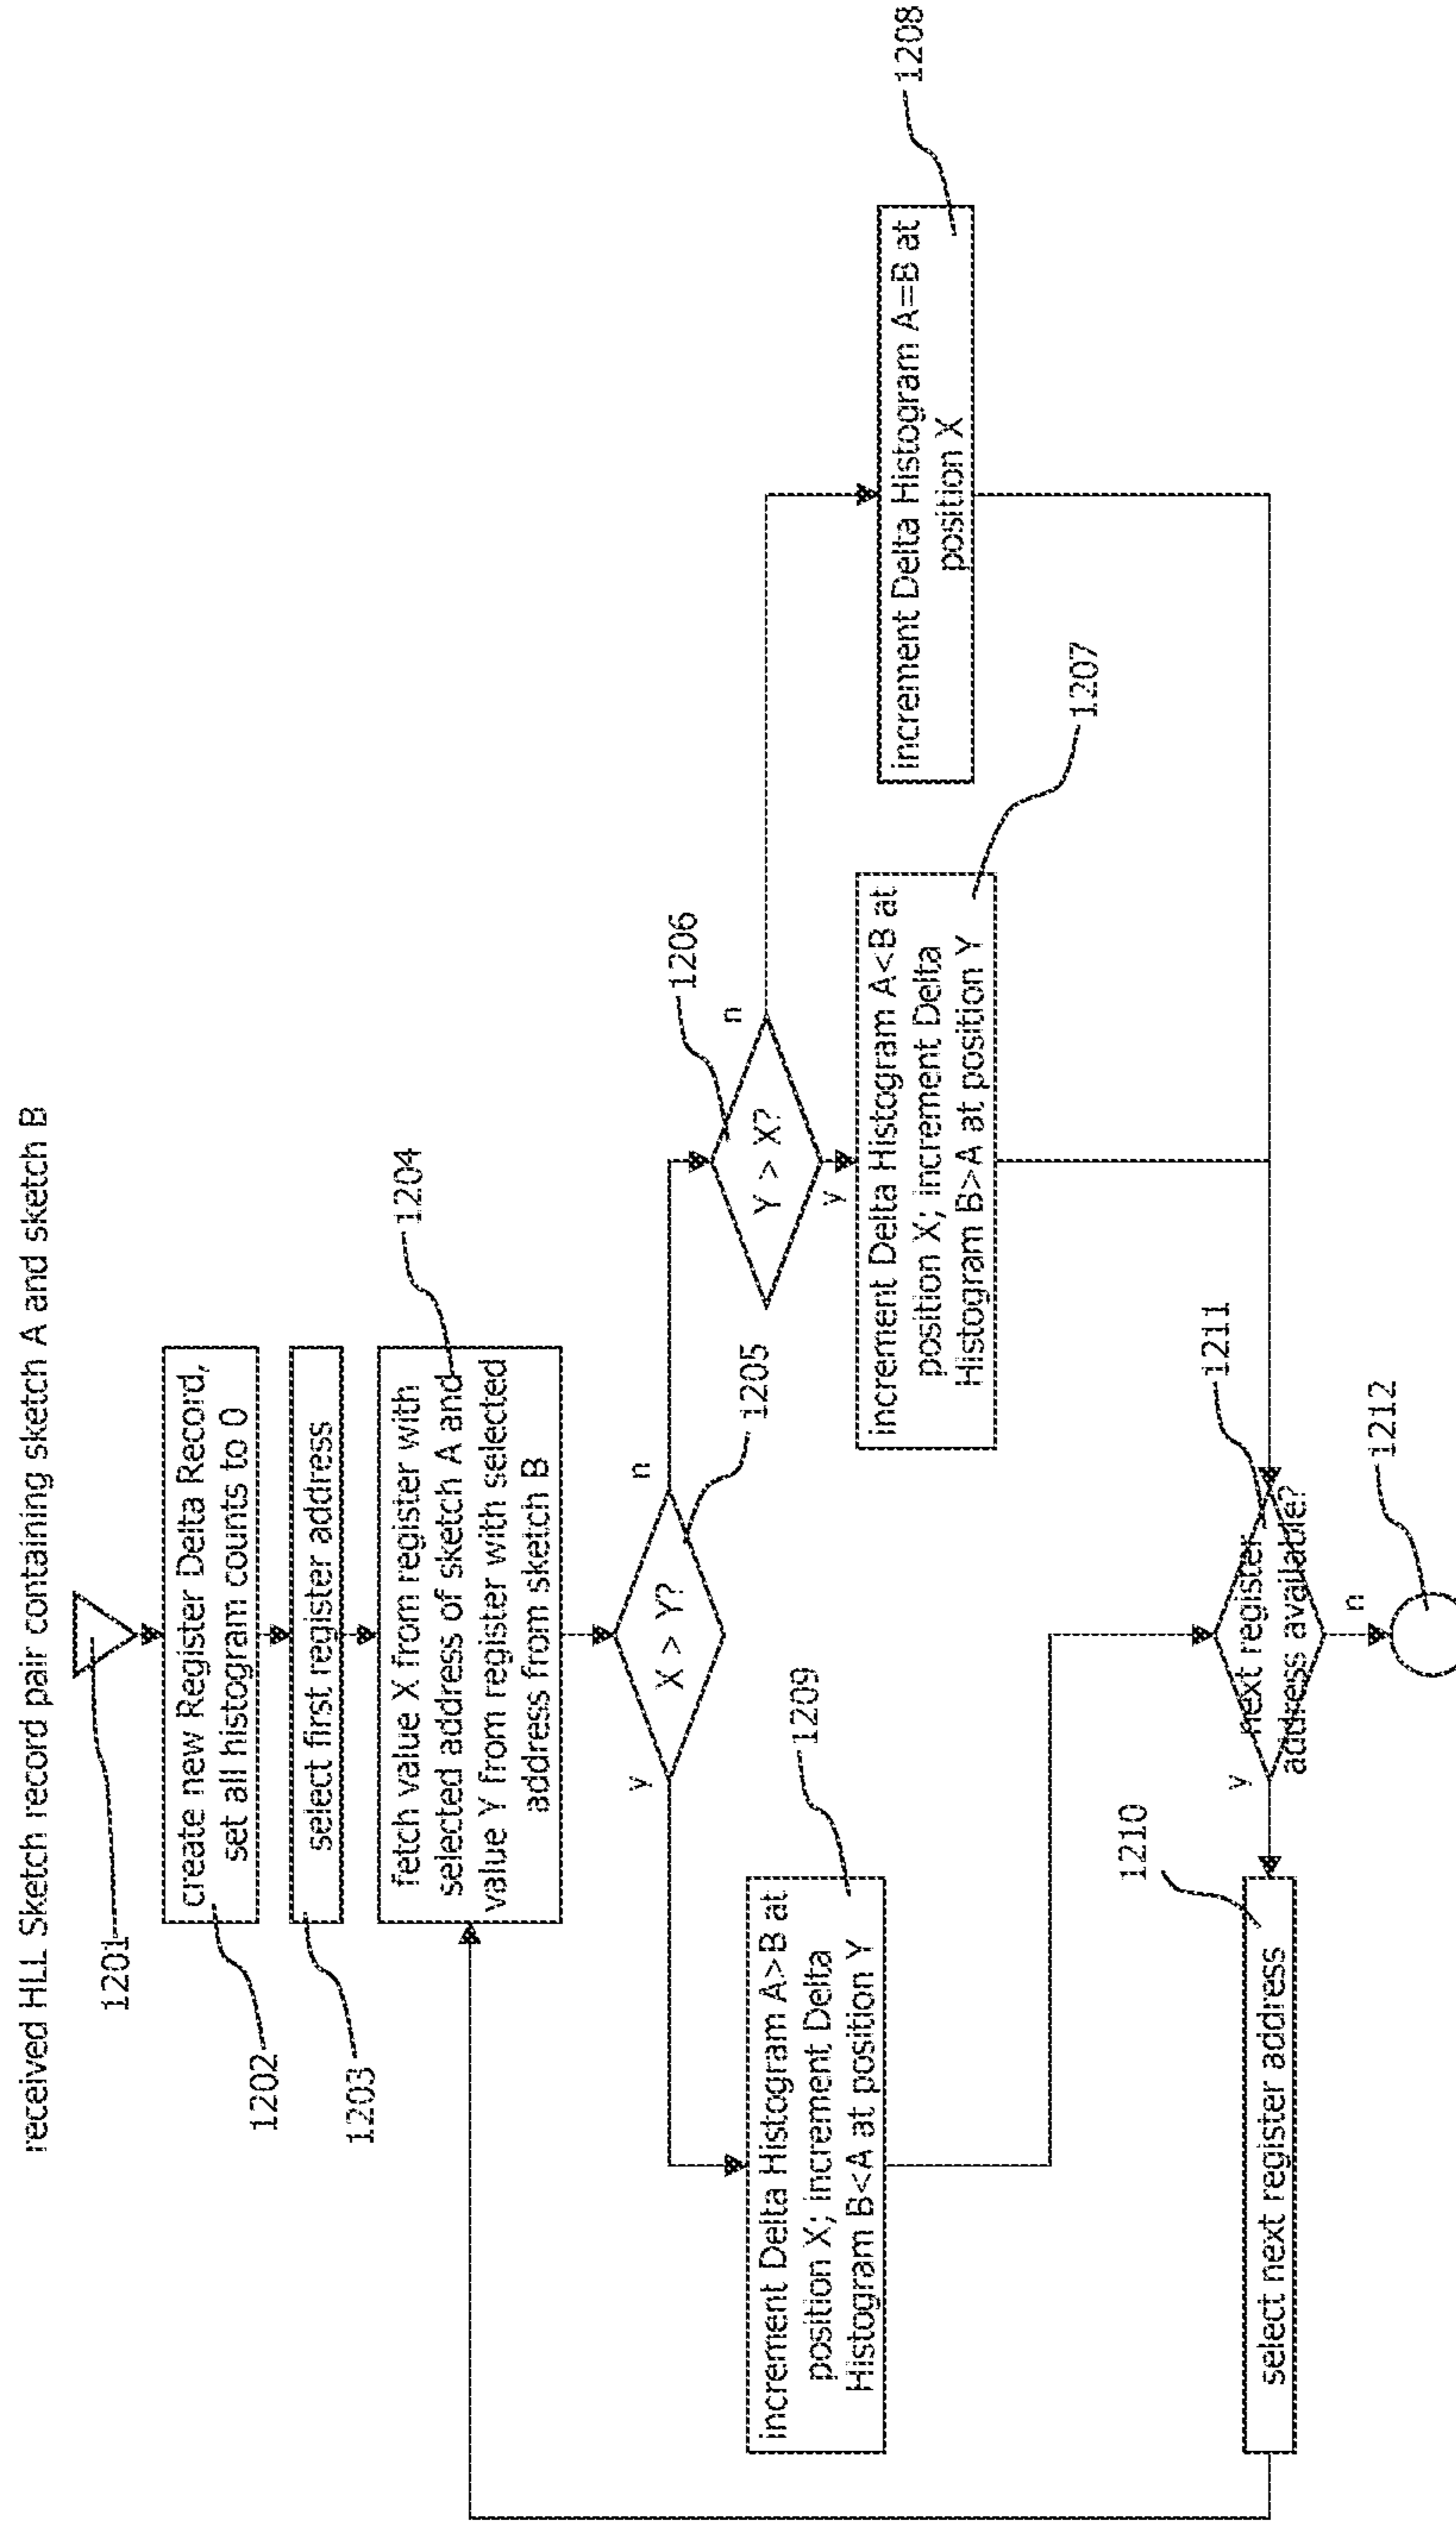 received HLL Sketch record pair containing sketch A and sketch B
1201
create new Register Delta Record,
set all histogram counts to 0
1202
select first register address
1203
fetch value X from register with
selected address of sketch A and
value Y from register with selected
address from sketch B
1204
X > Y?
y
n
1205
Y > X?
n
y
1206
increment Delta Histogram A>B at
position X; increment Delta
Histogram B<A at position Y
1209
increment Delta Histogram A<B at
position X; increment Delta
Histogram B>A at position Y
1207
increment Delta Histogram A=B at
position X
1208
next register
address available?
y
n
1211
select next register address
1210
1212